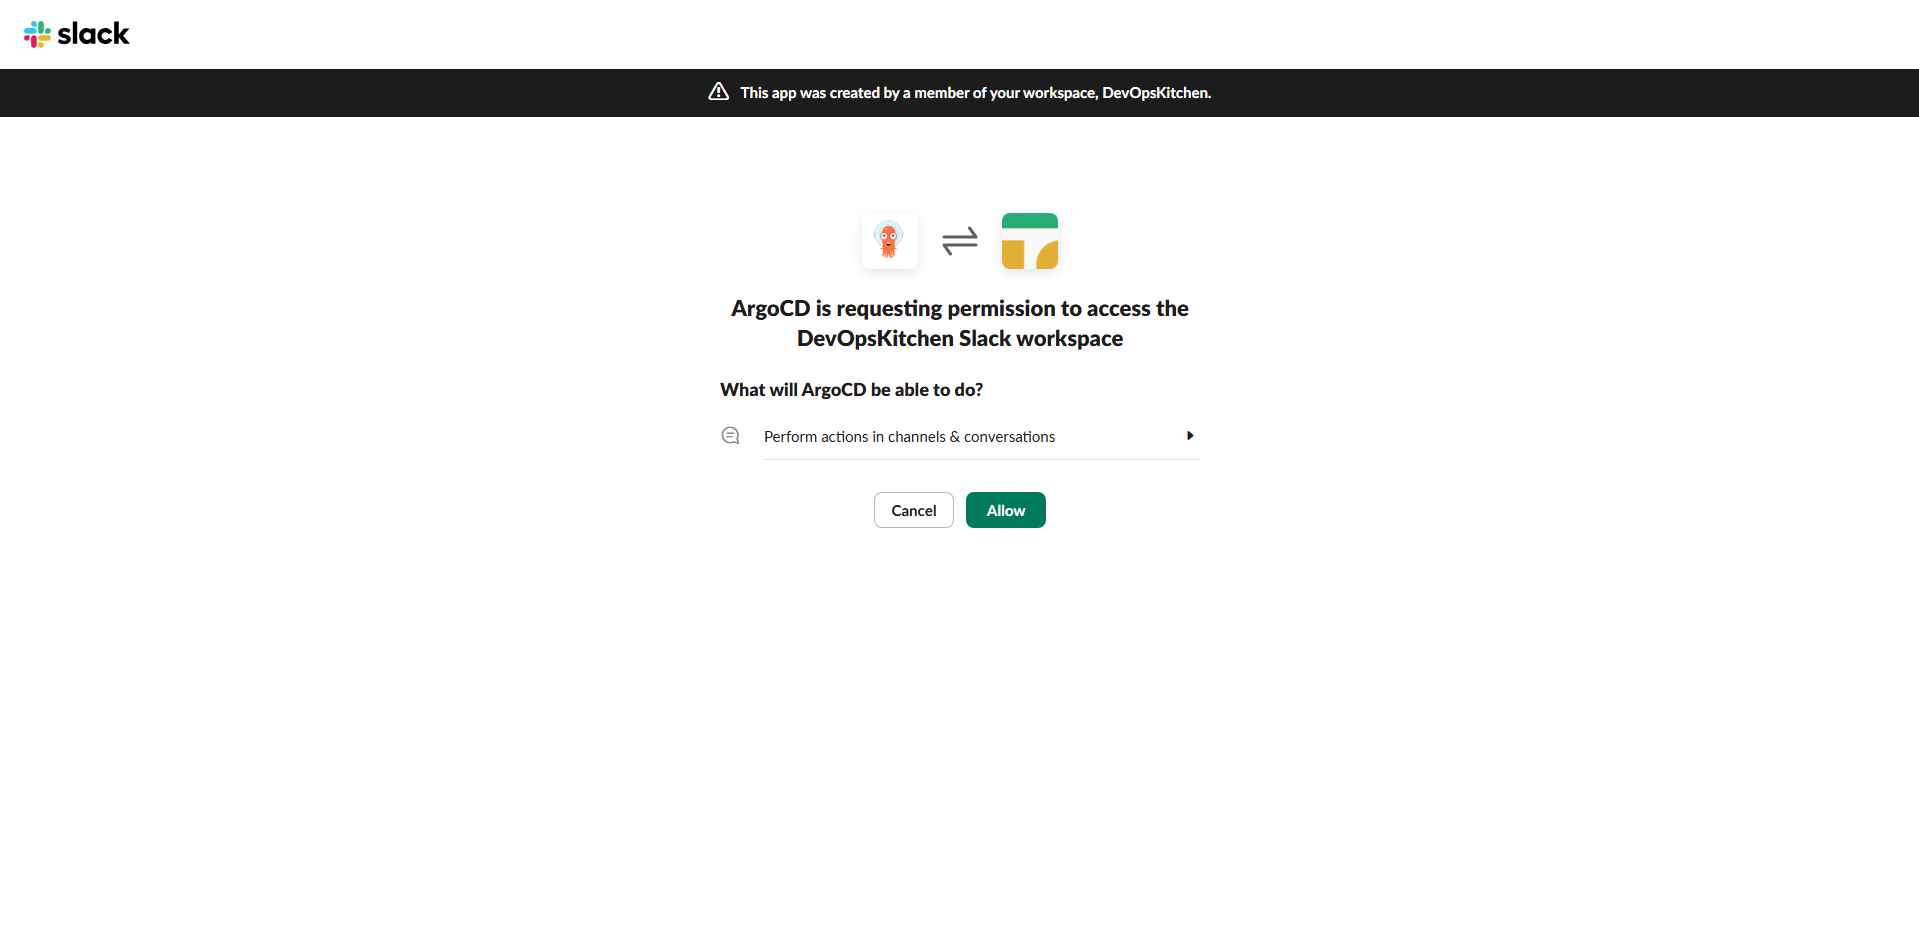 slack
This app was created by a member of your workspace, DevOpsKitchen.
ArgoCD is requesting permission to access the
DevOpsKitchen Slack workspace
What will ArgoCD be able to do?
Perform actions in channels & conversations
Cancel
Allow